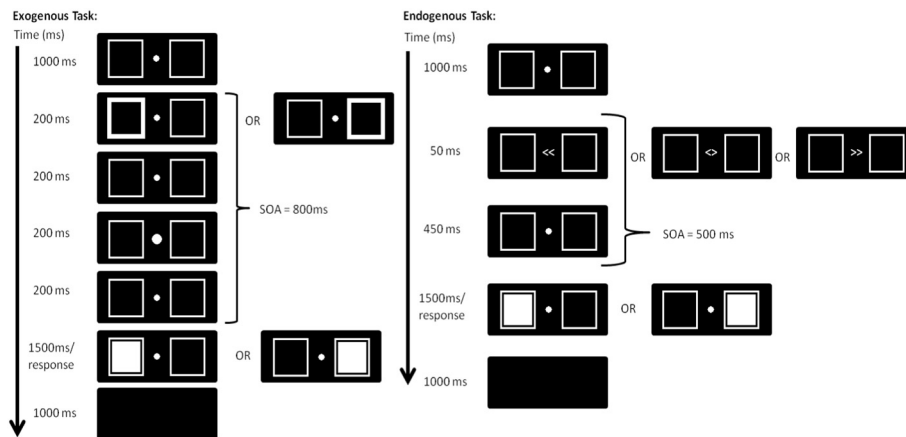 Exogenous Task:
Time (ms)
1000 ms
200 ms
OR
200 ms
SOA = 800ms
200 ms
200 ms
1500ms/
response
OR
1000 ms
Endogenous Task:
Time (ms)
1000 ms
50 ms
<<
OR
<>
OR
>>
450 ms
SOA = 500 ms
1500ms/
response
OR
1000 ms